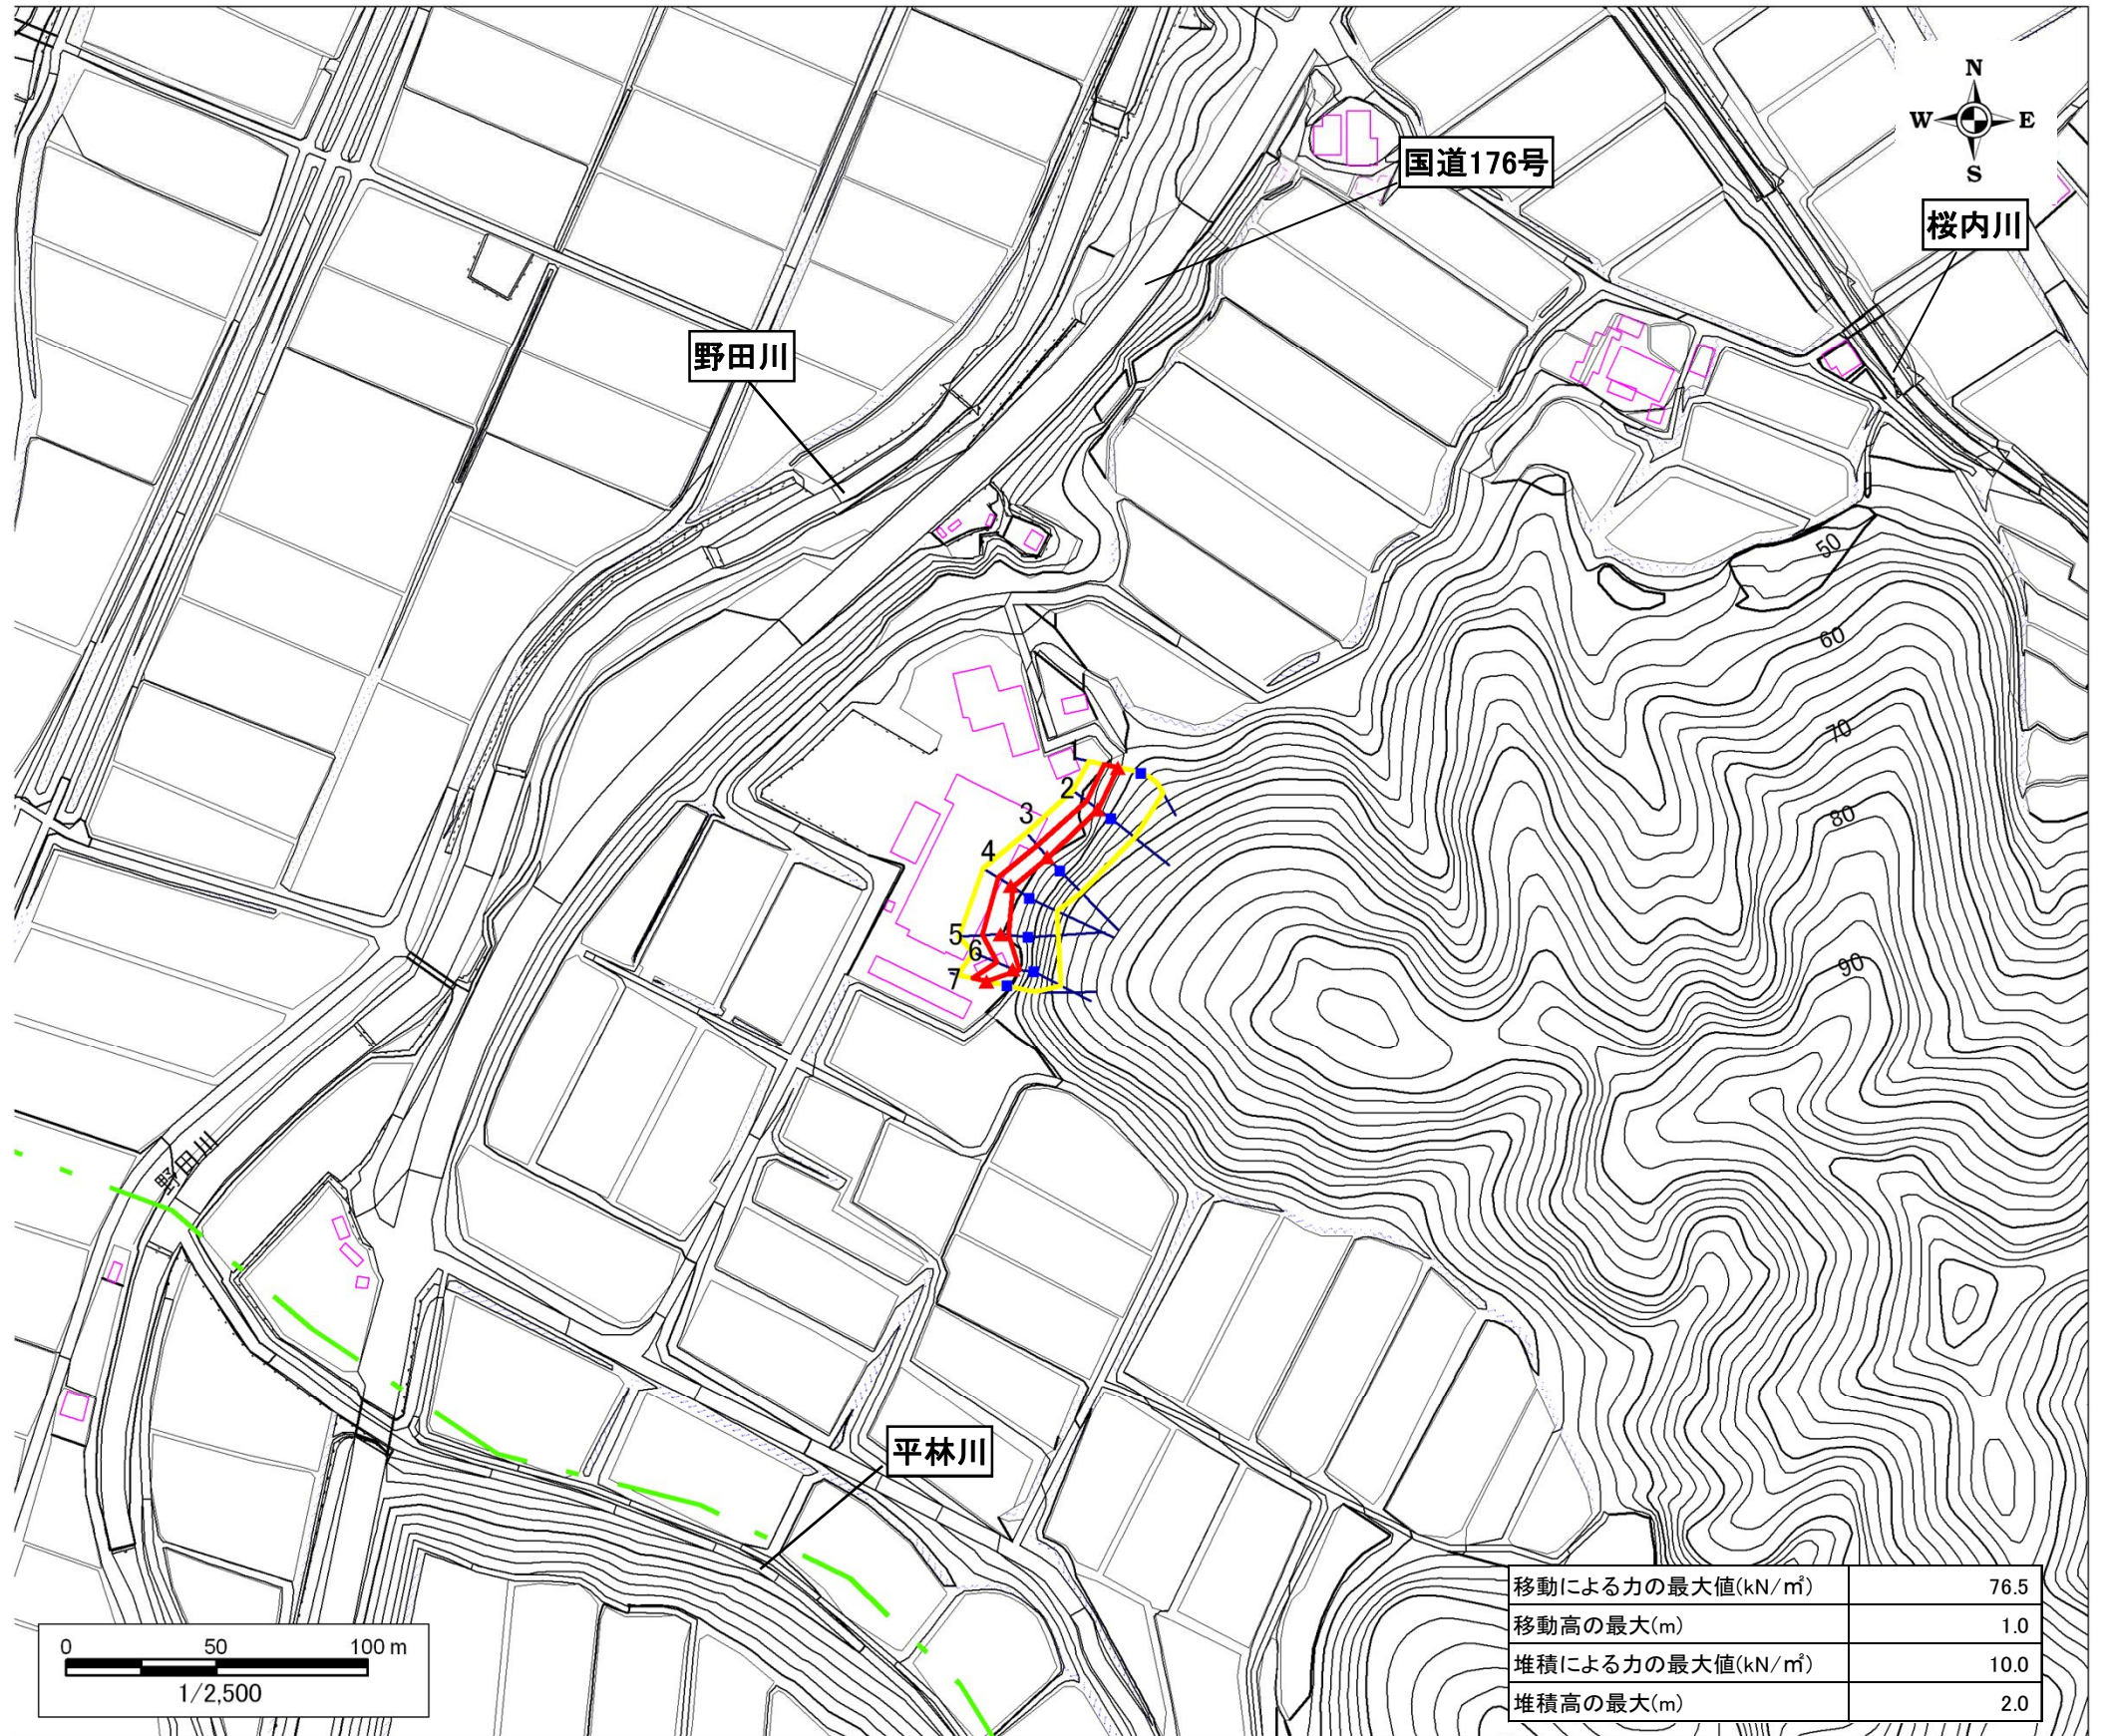 N
W E
S
国道176号
桜内川
野田川
50
60
70
80
90
1
2
3
4
5
6
7
野田川
平林川
移動による力の最大値(kN/㎡) 76.5
移動高の最大(m) 1.0
堆積による力の最大値(kN/㎡) 10.0
堆積高の最大(m) 2.0
0 50 100 m
1/2,500